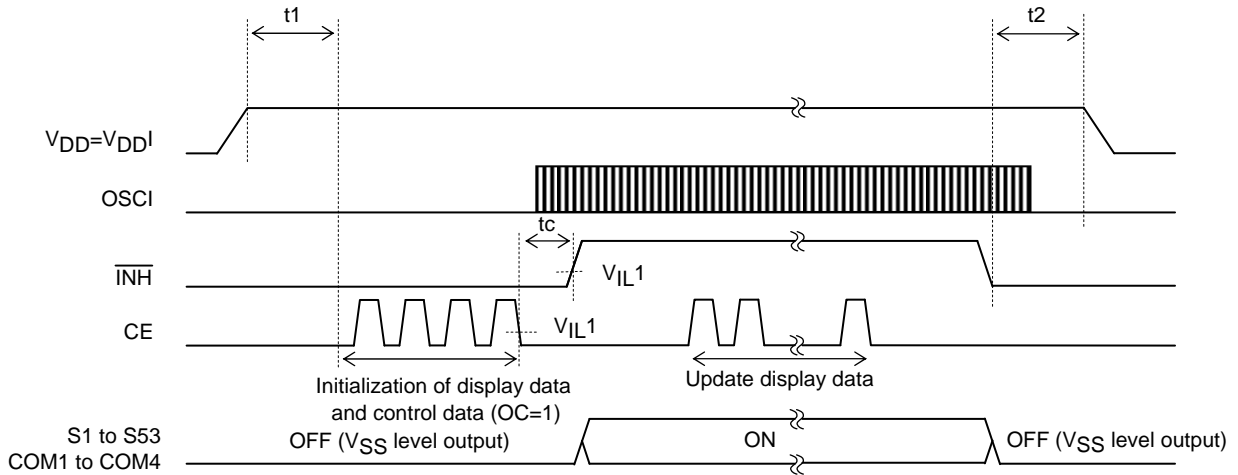 t1
t2
VDD=VDDI
OSCI
tc
INH
VIL1
CE
VIL1
Initialization of display data
and control data (OC=1)
Update display data
S1 to S53
COM1 to COM4
OFF (VSS level output)
ON
OFF (VSS level output)